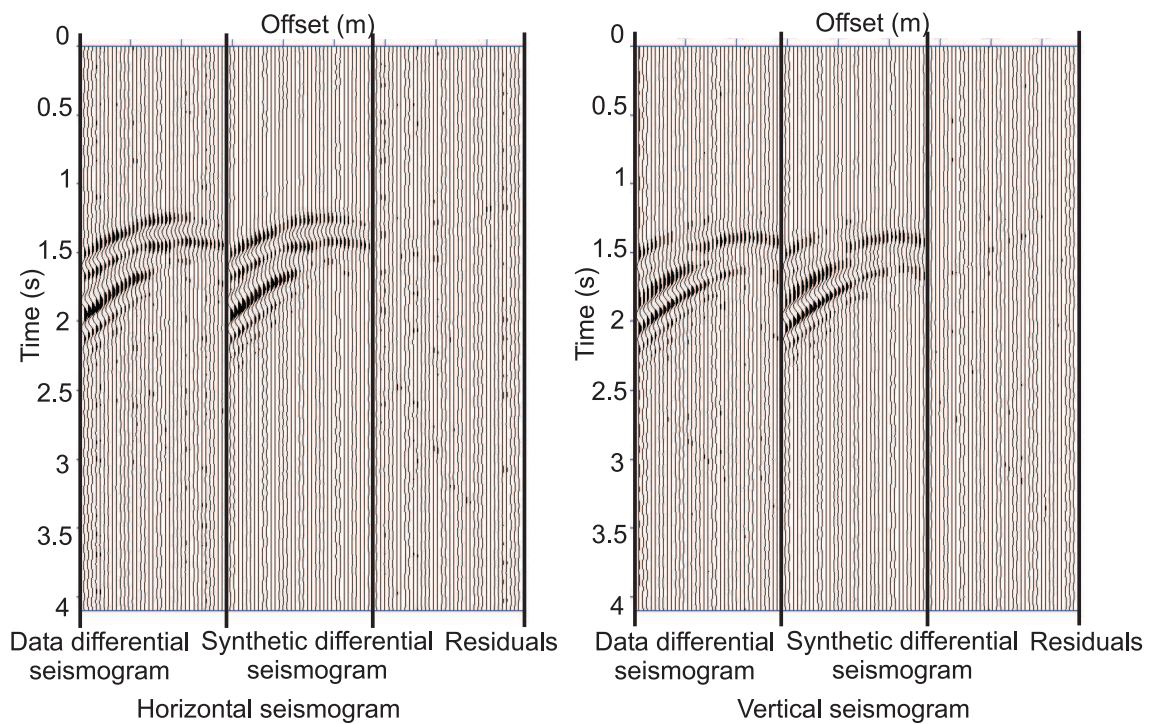 Offset (m)
0
0.5
1
1.5
2
2.5
3
3.5
4
Time (s)
Data differential
seismogram
Synthetic differential
seismogram
Residuals
Horizontal seismogram
Offset (m)
0
0.5
1
1.5
2
2.5
3
3.5
4
Time (s)
Data differential
seismogram
Synthetic differential
seismogram
Residuals
Vertical seismogram